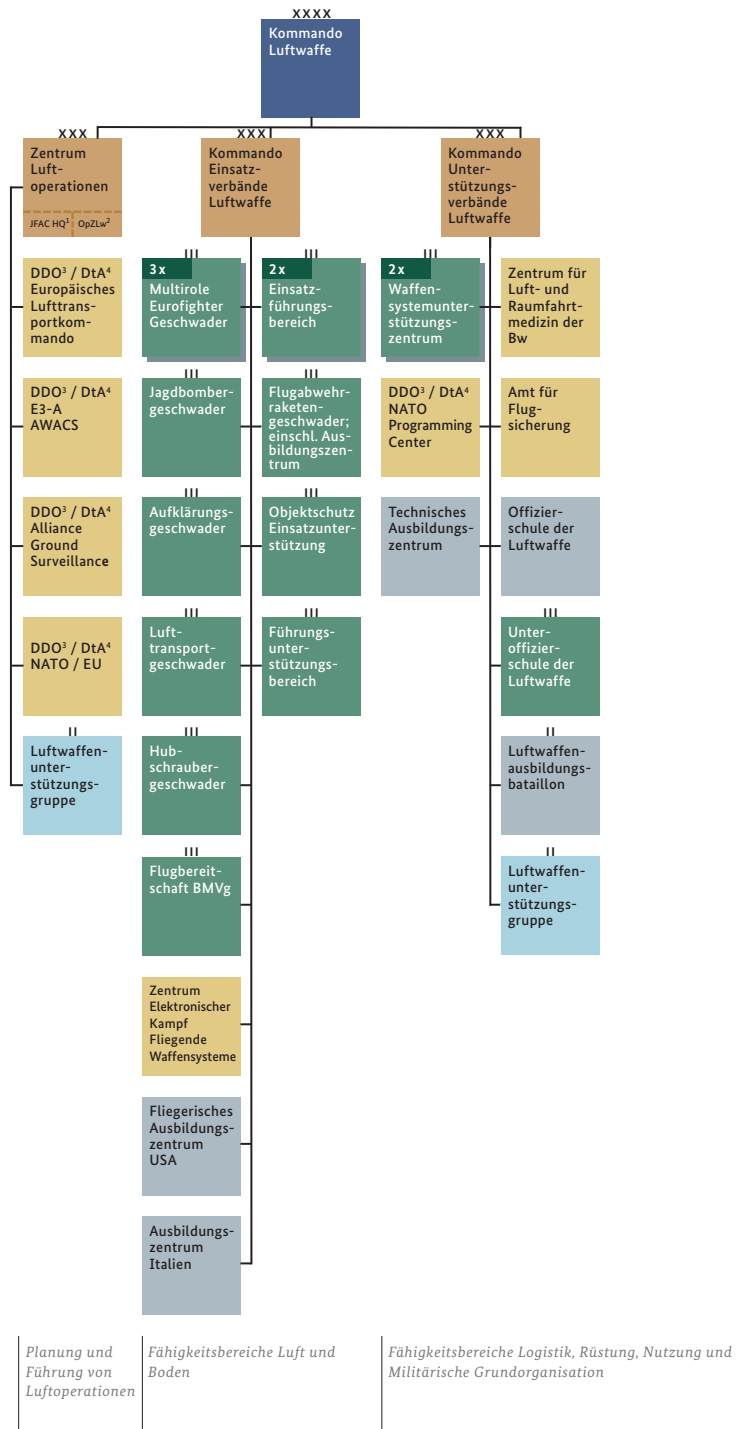 XXXX
Kommando
Luftwaffe
XXX
Zentrum
Luft-
operationen
JFAC HQ¹
OpZLw²
XXX
Kommando
Einsatz-
verbände
Luftwaffe
XXX
Kommando
Unter-
stützungs-
verbände
Luftwaffe
DDO³ / DtA⁴
Europäisches
Lufttrans-
portkom-
mando
DDO³ / DtA⁴
E3-A
AWACS
DDO³ / DtA⁴
Alliance
Ground
Surveillance
DDO³ / DtA⁴
NATO / EU
II
Luftwaffen-
unter-
stützungs-
gruppe
III
3 x
Multirole
Eurofighter
Geschwader
III
Jagdbomber-
geschwader
III
Aufklärungs-
geschwader
III
Luft-
transport-
geschwader
III
Hub-
schrauber-
geschwader
III
Flugbereit-
schaft BMVg
Zentrum
Elektronischer
Kampf
Fliegende
Waffensysteme
Fliegerisches
Ausbildungs-
zentrum
USA
Ausbildungs-
zentrum
Italien
III
2 x
Einsatz-
führungs-
bereich
III
Flugabwehr-
raketen-
geschwader;
einschl. Aus-
bildungszen-
trum
III
Objektschutz
Einsatzunter-
stützung
III
Führungs-
unter-
stützungs-
bereich
III
2 x
Waffen-
systemunter-
stützungs-
zentrum
DDO³ / DtA⁴
NATO
Programming
Center
Technisches
Ausbildungs-
zentrum
Zentrum für
Luft- und
Raumfahrt-
medizin der
Bw
Amt für
Flug-
sicherung
Offizier-
schule der
Luftwaffe
III
Unter-
offizier-
schule der
Luftwaffe
II
Luftwaffen-
ausbildungs-
bataillon
II
Luftwaffen-
unter-
stützungs-
gruppe
Planung und
Führung von
Luftoperationen
Fähigkeitsbereiche Luft und
Boden
Fähigkeitsbereiche Logistik, Rüstung, Nutzung und
Militärische Grundorganisation